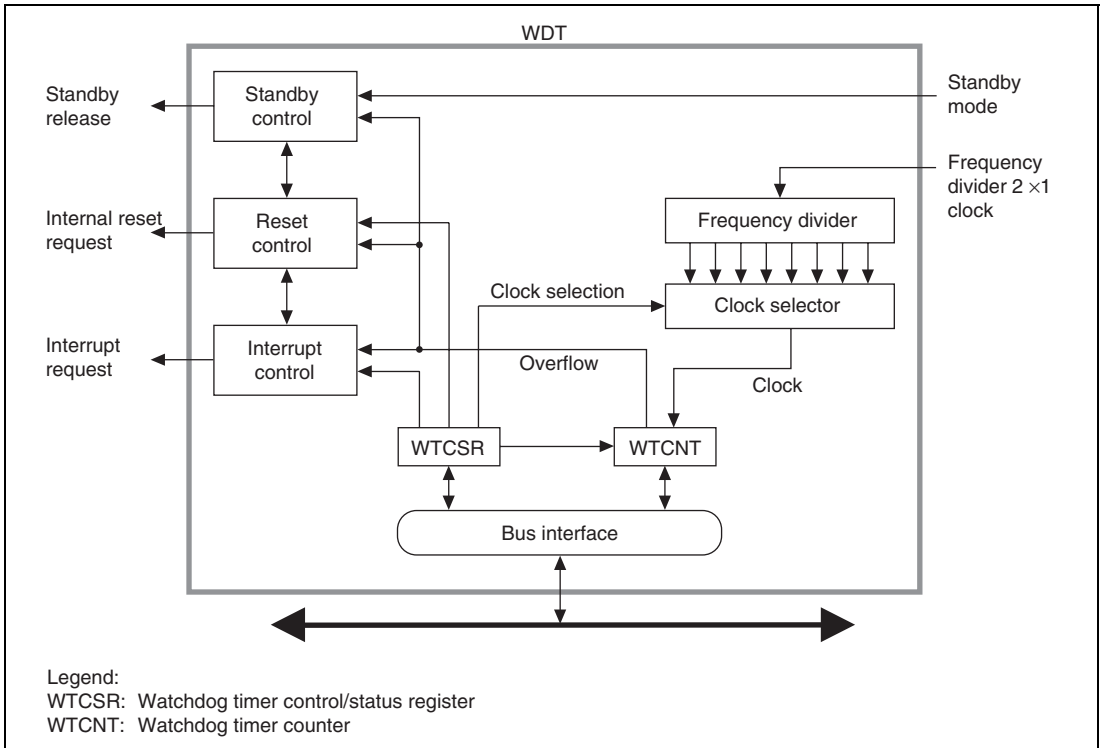 WDT
Standby
release
Standby
control
Standby
mode
Frequency
divider 2 ×1
clock
Internal reset
request
Reset
control
Frequency divider
Clock selection
Clock selector
Interrupt
request
Interrupt
control
Overflow
Clock
WTCSR
WTCNT
Bus interface
Legend:
WTCSR: Watchdog timer control/status register
WTCNT: Watchdog timer counter